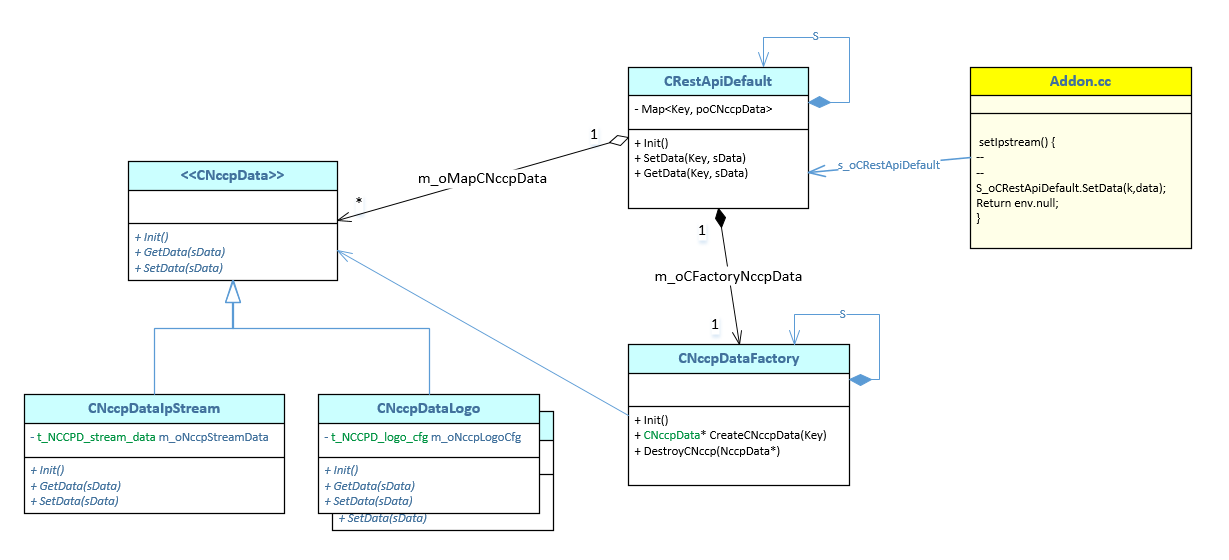 S
CRestApiDefault
- Map<Key, poCNccpData>
+ Init()
+ SetData(Key, sData)
+ GetData(Key, sData)
Addon.cc
setIpstream() {
--
--
S_oCRestApiDefault.SetData(k,data);
Return env.null;
}
s_oCRestApiDefault
1
m_oMapCNccpData
*
<<CNccpData>>
+ Init()
+ GetData(sData)
+ SetData(sData)
1
m_oCFactoryNccpData
1
S
CNccpDataFactory
+ Init()
+ CNccpData* CreateCNccpData(Key)
+ DestroyCNccp(NccpData*)
CNccpDataIpStream
- t_NCCPD_stream_data m_oNccpStreamData
+ Init()
+ GetData(sData)
+ SetData(sData)
CNccpDataLogo
- t_NCCPD_logo_cfg m_oNccpLogoCfg
+ Init()
+ GetData(sData)
+ SetData(sData)
+ SetData(sData)